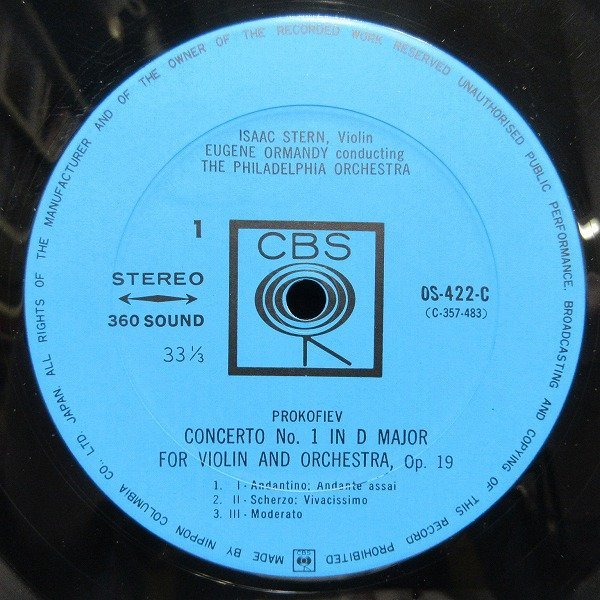 ALL RIGHTS OF THE MANUFACTURER AND OF THE OWNER OF THE RECORDED WORK RESERVED UNAUTHORISED PUBLIC PERFORMANCE, BROADCASTING AND COPYING OF THIS RECORD PROHIBITED
MADE BY NIPPON COLUMBIA CO., LTD. JAPAN
ISAAC STERN, Violin
EUGENE ORMANDY conducting
THE PHILADELPHIA ORCHESTRA
1
CBS
STEREO
360 SOUND
33⅓
OS-422-C
(C-357-483)
PROKOFIEV
CONCERTO No. 1 IN D MAJOR
FOR VIOLIN AND ORCHESTRA, Op. 19
1. I - Andantino; Andante assai
2. II - Scherzo; Vivacissimo
3. III - Moderato
CBS